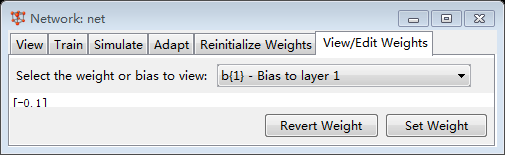 Network: net
View Train Simulate Adapt Reinitialize Weights View/Edit Weights
Select the weight or bias to view: b{1} - Bias to layer 1
[-0.1]
Revert Weight Set Weight